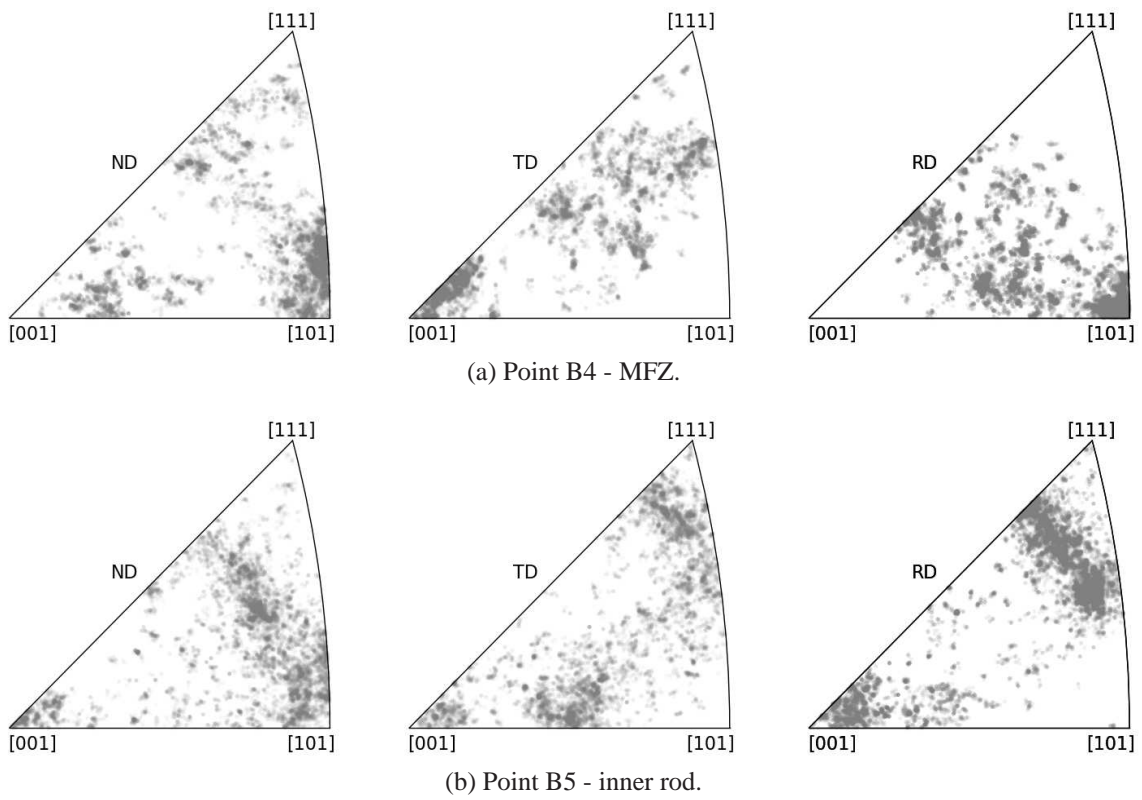 [111] [111] [111]
ND TD RD
[001] [101] [001] [101] [001] [101]
(a) Point B4 - MFZ.
[111] [111] [111]
ND TD RD
[001] [101] [001] [101] [001] [101]
(b) Point B5 - inner rod.